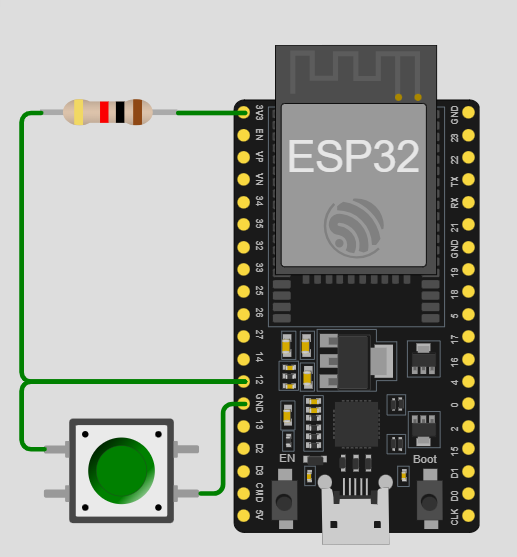 3V3
EN
VP
VN
34
35
32
33
25
26
27
14
12
GND
13
D2
D3
CMD
5V
ESP32
EN
Boot
GND
23
22
TX
RX
21
GND
19
18
5
17
16
4
0
2
15
D1
D0
CLK